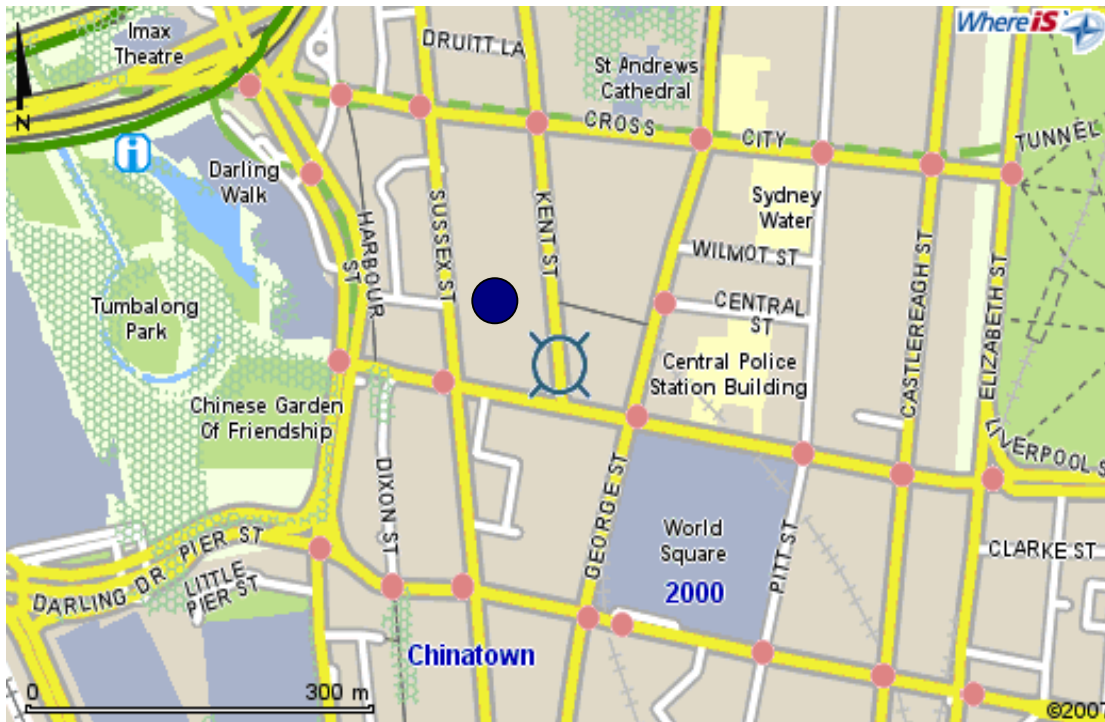 Imax
Theatre
DRUITT LA
WhereiS
St Andrews
Cathedral
CROSS
CITY
TUNNEL
N
i
Darling
Walk
HARBOUR
ST
SUSSEX ST
KENT ST
Sydney
Water
WILMOT ST
CENTRAL
ST
CASTLEREAGH ST
ELIZABETH ST
Tumbalong
Park
Central Police
Station Building
Chinese Garden
Of Friendship
LIVERPOOL S
DIXON ST
GEORGE ST
World
Square
2000
PITT ST
CLARKE ST
PIER ST
DARLING DR
LITTLE
PIER ST
Chinatown
0
300 m
©2007